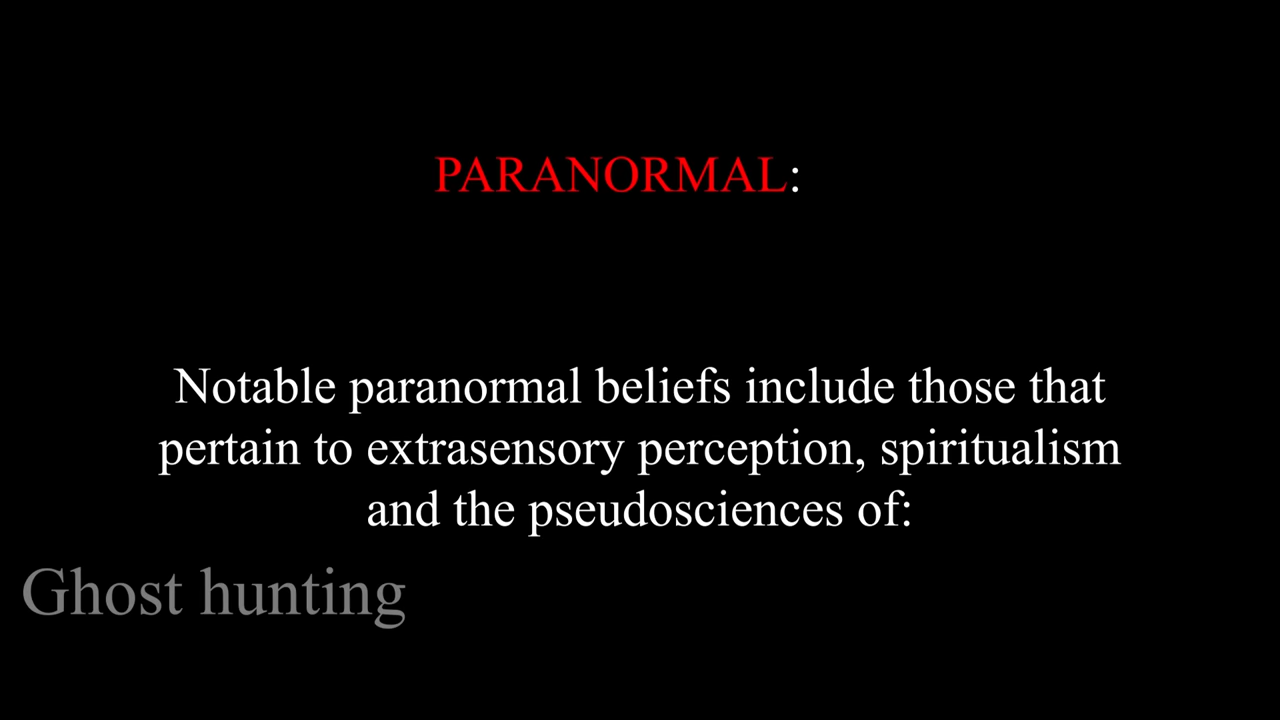 PARANORMAL:
Notable paranormal beliefs include those that
pertain to extrasensory perception, spiritualism
and the pseudosciences of:
Ghost hunting